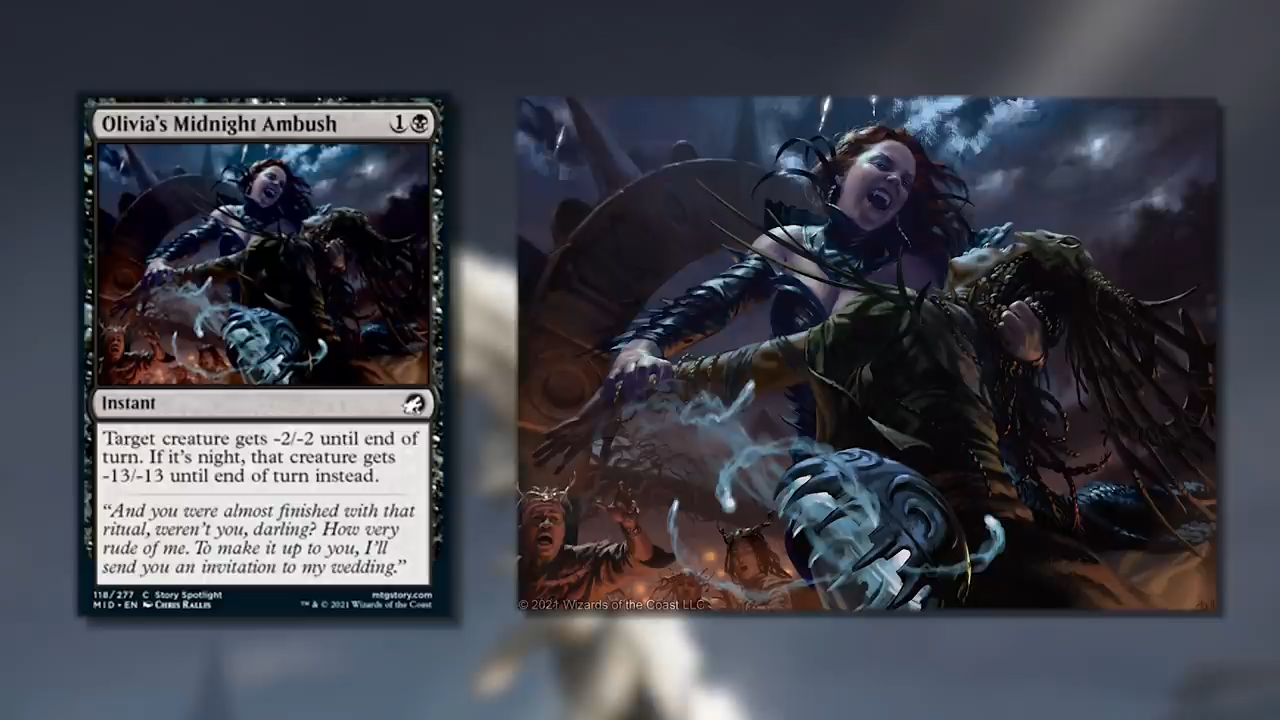 Olivia's Midnight Ambush 1
Instant
Target creature gets -2/-2 until end of
turn. If it's night, that creature gets
-13/-13 until end of turn instead.
“And you were almost finished with that
ritual, weren't you, darling? How very
rude of me. To make it up to you, I'll
send you an invitation to my wedding.”
118/277 C Story Spotlight mtgstory.com
MID • EN Chris Rallis ™ & © 2021 Wizards of the Coast
© 2021 Wizards of the Coast LLC